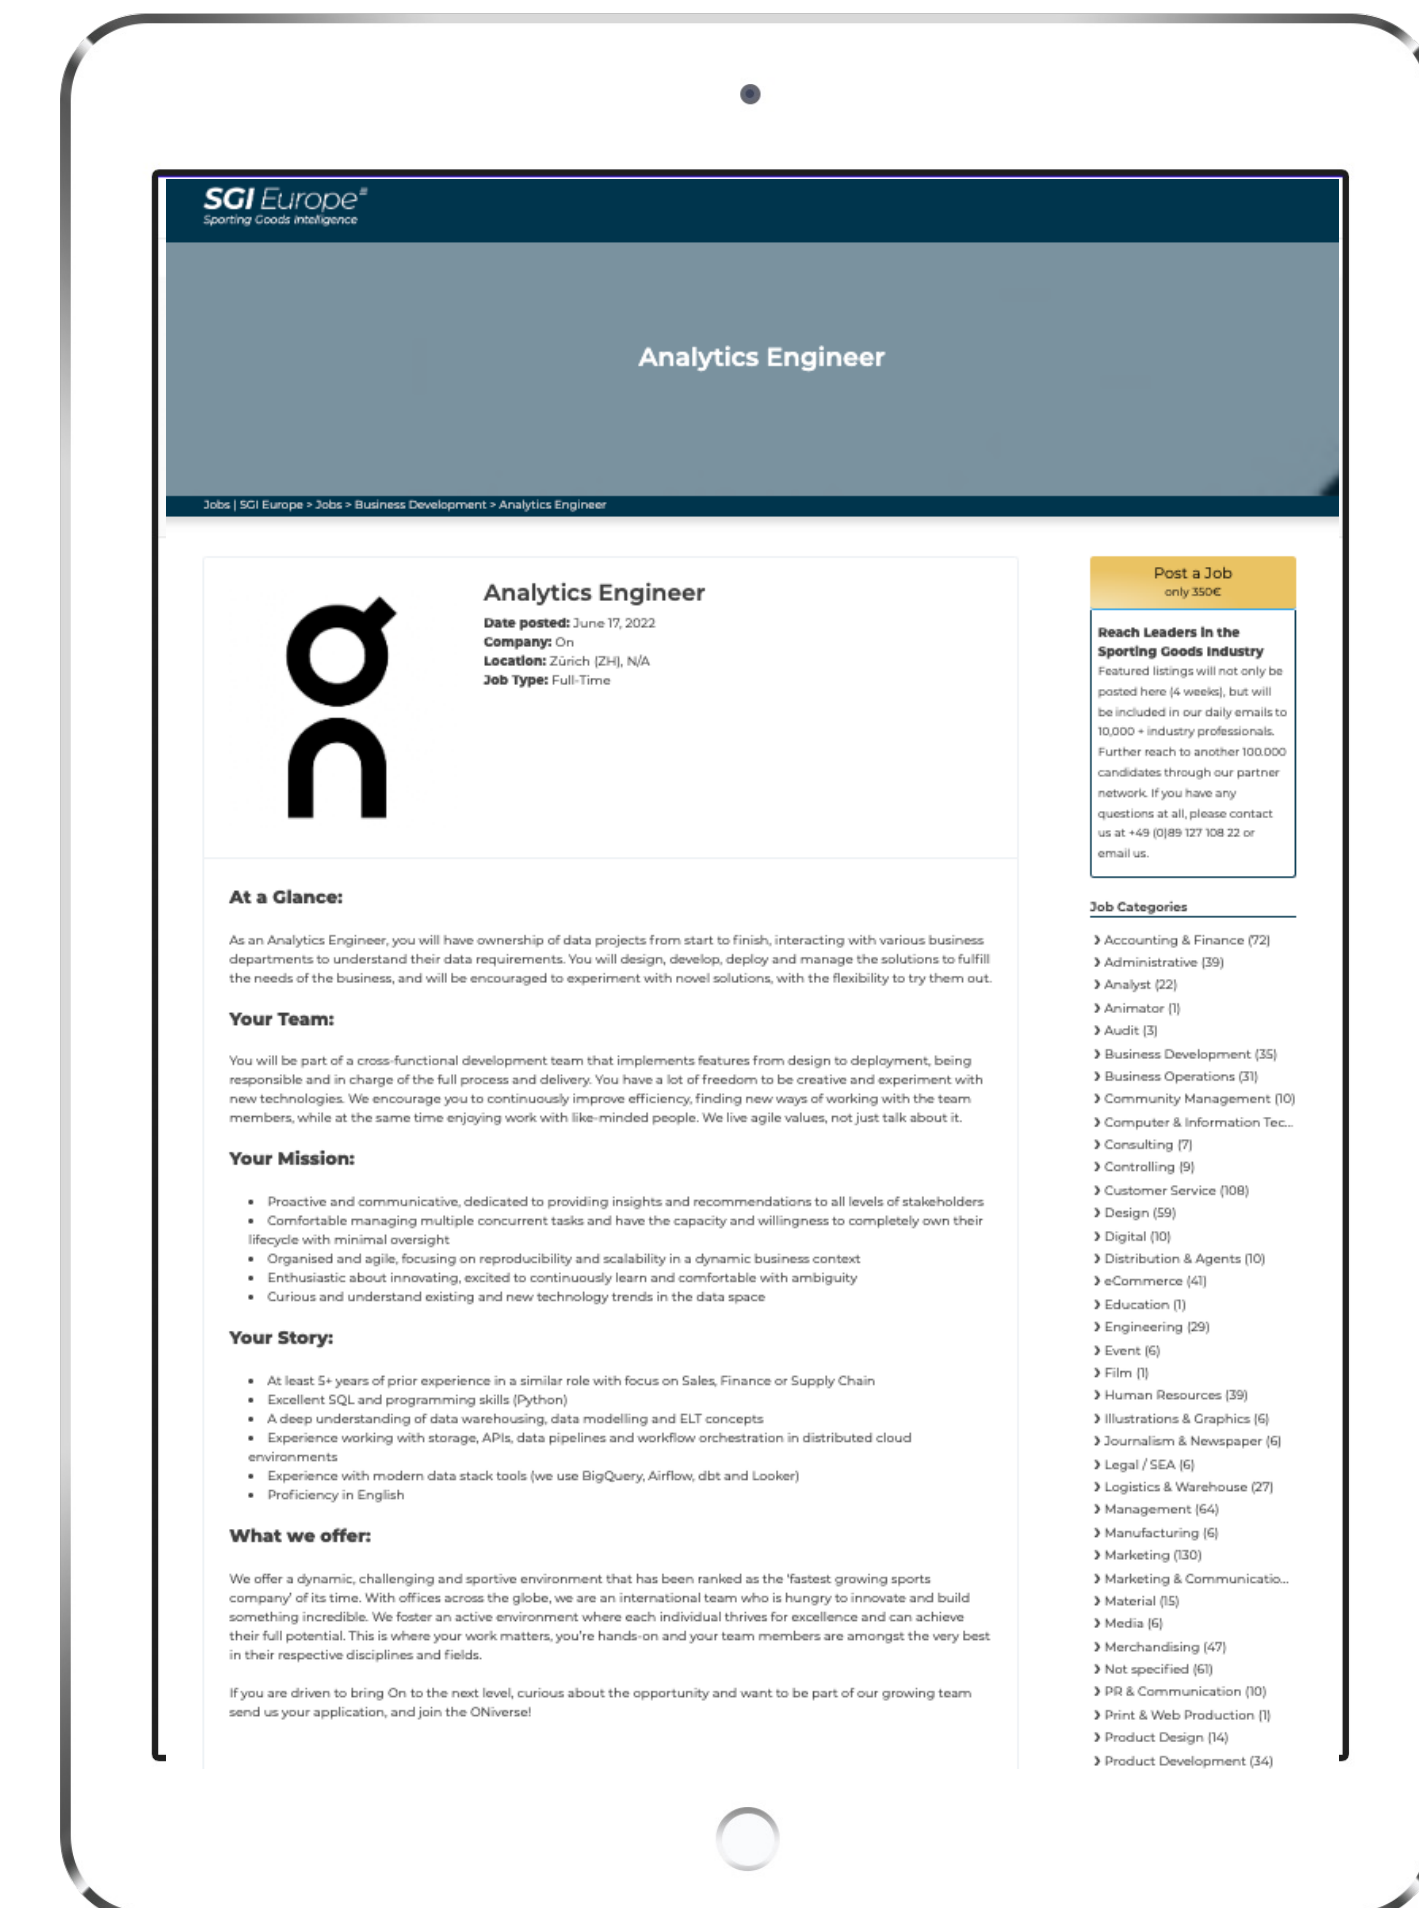 SGI Europe
Sporting Goods Intelligence
Analytics Engineer
Jobs | SGI Europe > Jobs > Business Development > Analytics Engineer
On
Analytics Engineer
Date posted: June 17, 2022
Company: On
Location: Zürich (ZH), N/A
Job Type: Full-Time
At a Glance:
As an Analytics Engineer, you will have ownership of data projects from start to finish, interacting with various business
departments to understand their data requirements. You will design, develop, deploy and manage the solutions to fulfill
the needs of the business, and will be encouraged to experiment with novel solutions, with the flexibility to try them out.
Your Team:
You will be part of a cross-functional development team that implements features from design to deployment, being
responsible and in charge of the full process and delivery. You have a lot of freedom to be creative and experiment with
new technologies. We encourage you to continuously improve efficiency, finding new ways of working with the team
members, while at the same time enjoying work with like-minded people. We live agile values, not just talk about it.
Your Mission:
• Proactive and communicative, dedicated to providing insights and recommendations to all levels of stakeholders
• Comfortable managing multiple concurrent tasks and have the capacity and willingness to completely own their
lifecycle with minimal oversight
• Organised and agile, focusing on reproducibility and scalability in a dynamic business context
• Enthusiastic about innovating, excited to continuously learn and comfortable with ambiguity
• Curious and understand existing and new technology trends in the data space
Your Story:
• At least 5+ years of prior experience in a similar role with focus on Sales, Finance or Supply Chain
• Excellent SQL and programming skills (Python)
• A deep understanding of data warehousing, data modelling and ELT concepts
• Experience working with storage, APIs, data pipelines and workflow orchestration in distributed cloud
environments
• Experience with modern data stack tools (we use BigQuery, Airflow, dbt and Looker)
• Proficiency in English
What we offer:
We offer a dynamic, challenging and sportive environment that has been ranked as the 'fastest growing sports
company' of its time. With offices across the globe, we are an international team who is hungry to innovate and build
something incredible. We foster an active environment where each individual thrives for excellence and can achieve
their full potential. This is where your work matters, you're hands-on and your team members are amongst the very best
in their respective disciplines and fields.
If you are driven to bring On to the next level, curious about the opportunity and want to be part of our growing team
send us your application, and join the ONiverse!
Post a Job
only 350€
Reach Leaders in the
Sporting Goods Industry
Featured listings will not only be
posted here (4 weeks), but will
be included in our daily emails to
10,000 + industry professionals.
Further reach to another 100.000
candidates through our partner
network. If you have any
questions at all, please contact
us at +49 (0)89 127 108 22 or
email us.
Job Categories
❯ Accounting & Finance (72)
❯ Administrative (39)
❯ Analyst (22)
❯ Animator (1)
❯ Audit (3)
❯ Business Development (35)
❯ Business Operations (31)
❯ Community Management (10)
❯ Computer & Information Tec...
❯ Consulting (7)
❯ Controlling (9)
❯ Customer Service (108)
❯ Design (59)
❯ Digital (10)
❯ Distribution & Agents (10)
❯ eCommerce (41)
❯ Education (1)
❯ Engineering (29)
❯ Event (6)
❯ Film (1)
❯ Human Resources (39)
❯ Illustrations & Graphics (6)
❯ Journalism & Newspaper (6)
❯ Legal / SEA (6)
❯ Logistics & Warehouse (27)
❯ Management (64)
❯ Manufacturing (6)
❯ Marketing (130)
❯ Marketing & Communicatio...
❯ Material (15)
❯ Media (6)
❯ Merchandising (47)
❯ Not specified (61)
❯ PR & Communication (10)
❯ Print & Web Production (1)
❯ Product Design (14)
❯ Product Development (34)